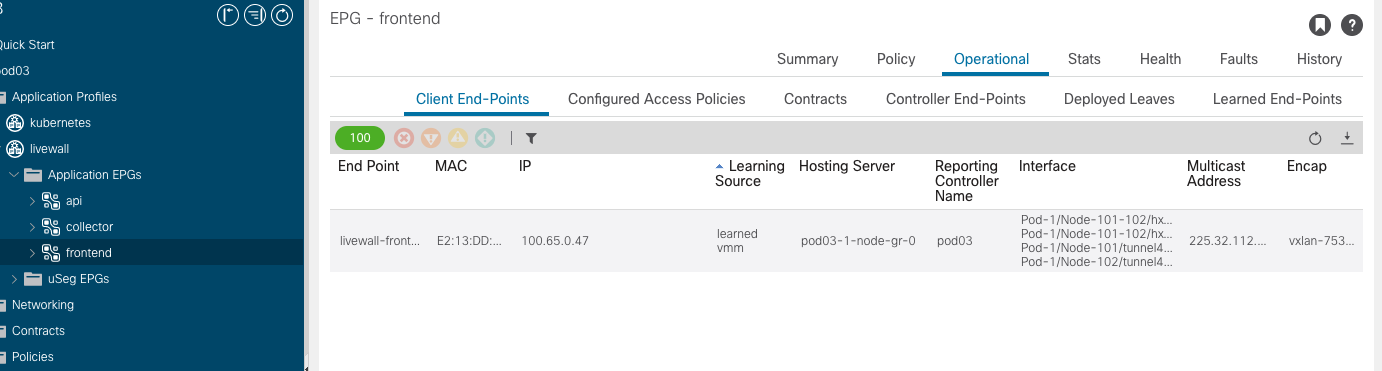 EPG - frontend
Quick Start
Summary
Policy
Operational
Stats
Health
Faults
History
pod03
Application Profiles
Client End-Points
Configured Access Policies
Contracts
Controller End-Points
Deployed Leaves
Learned End-Points
kubernetes
100
livewall
End Point
MAC
IP
Learning
Source
Hosting Server
Reporting
Controller
Name
Interface
Multicast
Address
Encap
Application EPGs
api
collector
frontend
uSeg EPGs
Networking
Contracts
Policies
livewall-front...
E2:13:DD:...
100.65.0.47
learned
vmm
pod03-1-node-gr-0
pod03
Pod-1/Node-101-102/hx...
Pod-1/Node-101-102/hx...
Pod-1/Node-101/tunnel4...
Pod-1/Node-102/tunnel4...
225.32.112....
vxlan-753...